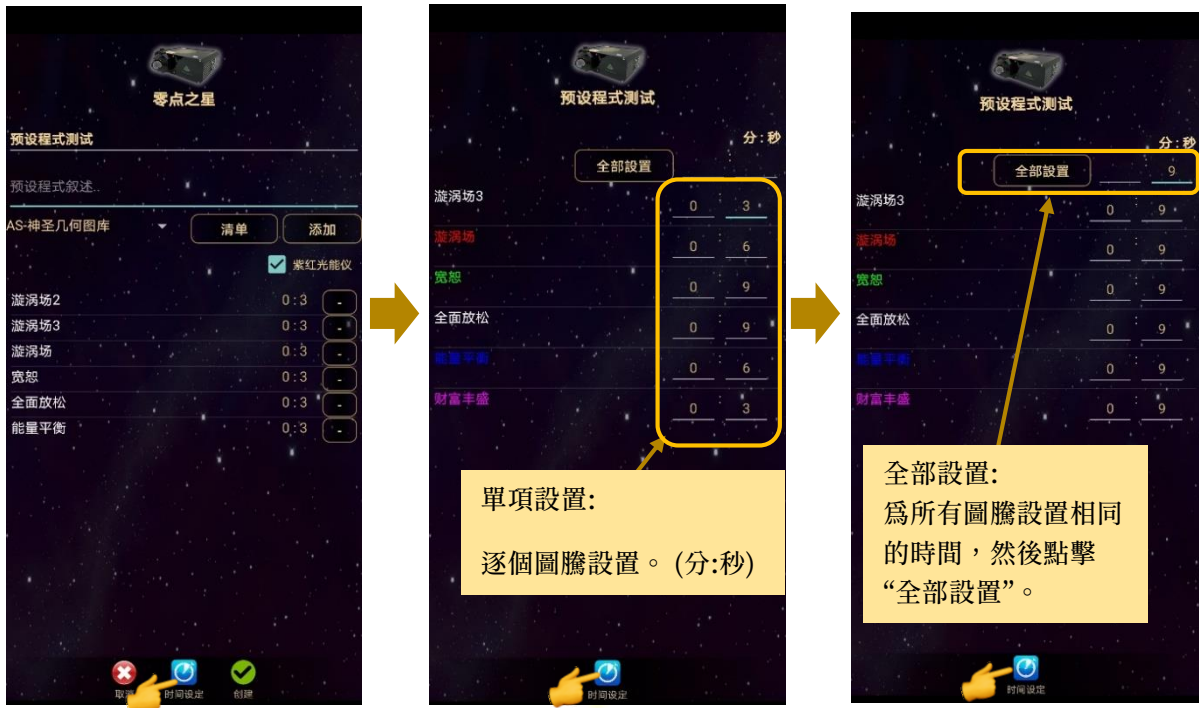 零点之星
预设程式测试
预设程式叙述..
AS-神圣几何图库
清单
添加
紫红光能仪
漩涡场2 0:3 -
漩涡场3 0:3 -
漩涡场 0:3 -
宽恕 0:3 -
全面放松 0:3 -
能量平衡 0:3 -
时间设定
创建
预设程式测试
分:秒
全部設置
漩涡场3 0 : 3
漩涡场 0 : 6
宽恕 0 : 9
全面放松 0 : 9
能量平衡 0 : 6
财富丰盛 0 : 3
單項設置:
逐個圖騰設置。(分:秒)
时间设定
预设程式测试
分:秒
全部設置 9
漩涡场3 0 : 9
漩涡场 0 : 9
宽恕 0 : 9
全面放松 0 : 9
能量平衡 0 : 9
财富丰盛 0 : 9
全部設置:
爲所有圖騰設置相同
的時間，然後點擊
“全部設置”。
时间设定